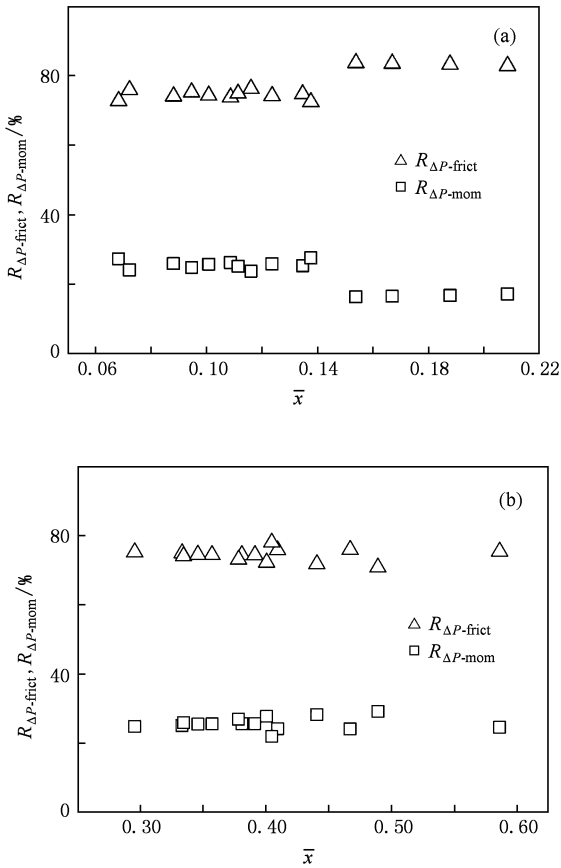 (a)
80
40
0
R_ΔP-frict, R_ΔP-mom/%
R_ΔP-frict
R_ΔP-mom
0.06 0.10 0.14 0.18 0.22
x̅
(b)
80
40
0
R_ΔP-frict, R_ΔP-mom/%
R_ΔP-frict
R_ΔP-mom
0.30 0.40 0.50 0.60
x̅